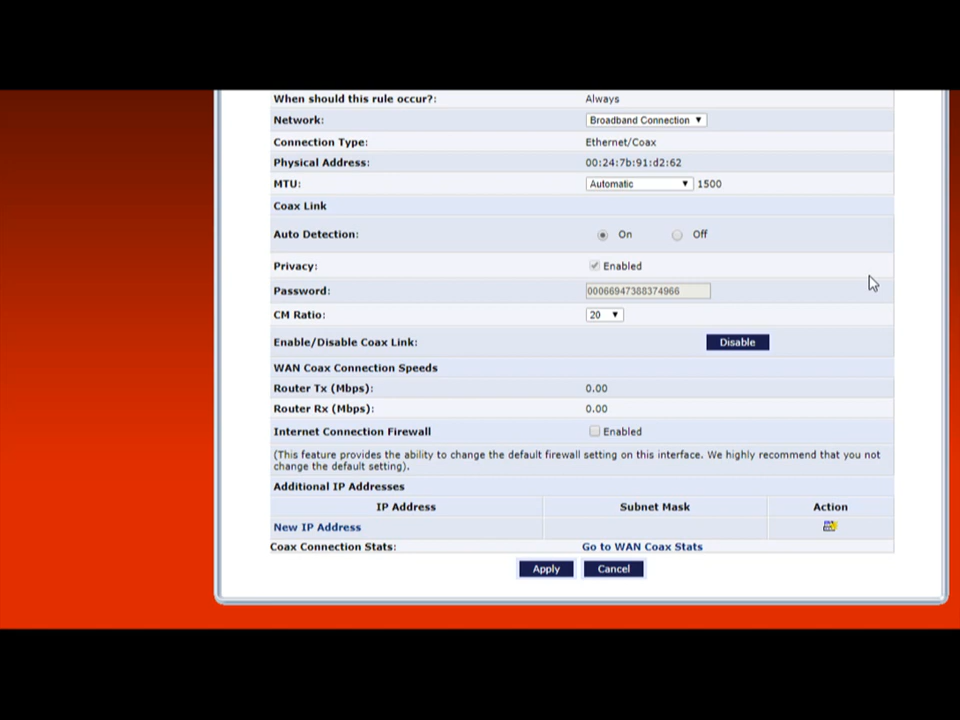 When should this rule occur?: Always
Network: Broadband Connection
Connection Type: Ethernet/Coax
Physical Address: 00:24:7b:91:d2:62
MTU: Automatic 1500
Coax Link
Auto Detection: On Off
Privacy: Enabled
Password: 00066947388374966
CM Ratio: 20
Enable/Disable Coax Link: Disable
WAN Coax Connection Speeds
Router Tx (Mbps): 0.00
Router Rx (Mbps): 0.00
Internet Connection Firewall Enabled
(This feature provides the ability to change the default firewall setting on this interface. We highly recommend that you not
change the default setting).
Additional IP Addresses
IP Address Subnet Mask Action
New IP Address
Coax Connection Stats: Go to WAN Coax Stats
Apply Cancel